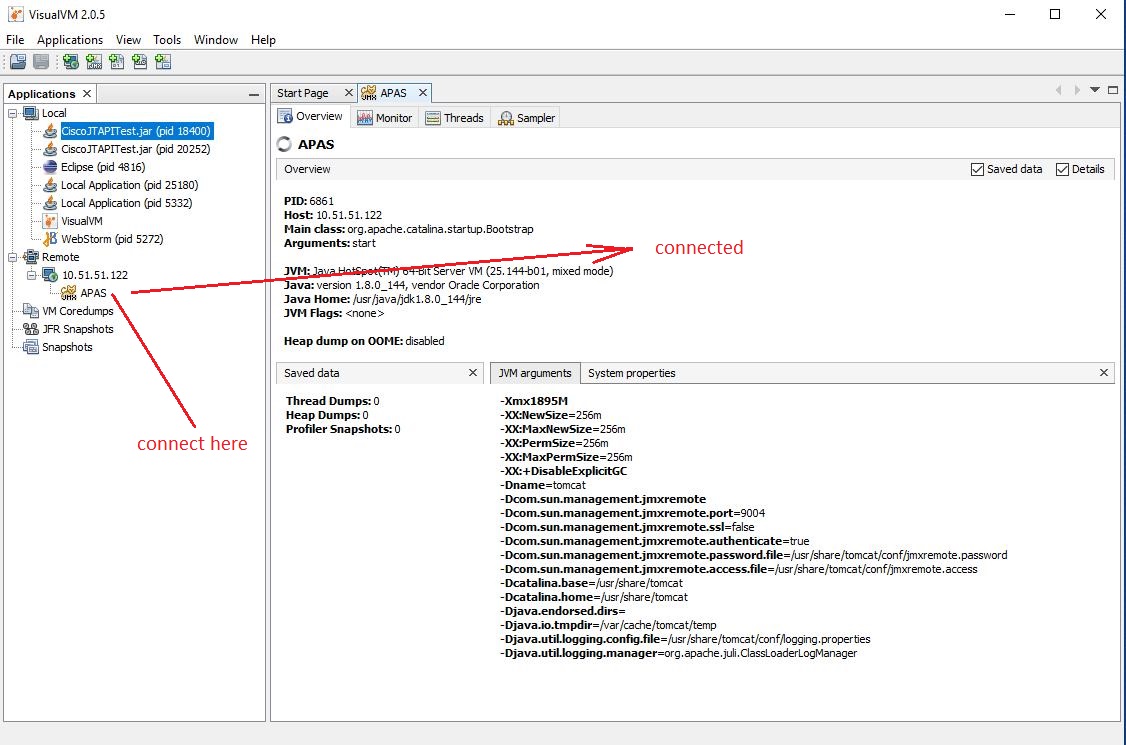 VisualVM 2.0.5
File Applications View Tools Window Help
Applications
Start Page
APAS
Local
CiscoJTAPITest.jar (pid 18400)
CiscoJTAPITest.jar (pid 20252)
Eclipse (pid 4816)
Local Application (pid 25180)
Local Application (pid 5332)
VisualVM
WebStorm (pid 5272)
Remote
10.51.51.122
APAS
VM Coredumps
JFR Snapshots
Snapshots
connect here
Overview Monitor Threads Sampler
APAS
Overview Saved data Details
PID: 6861
Host: 10.51.51.122
Main class: org.apache.catalina.startup.Bootstrap
Arguments: start
connected
JVM: Java HotSpot(TM) 64-Bit Server VM (25.144-b01, mixed mode)
Java: version 1.8.0_144, vendor Oracle Corporation
Java Home: /usr/java/jdk1.8.0_144/jre
JVM Flags: <none>
Heap dump on OOME: disabled
Saved data
Thread Dumps: 0
Heap Dumps: 0
Profiler Snapshots: 0
JVM arguments System properties
-Xmx1895M
-XX:NewSize=256m
-XX:MaxNewSize=256m
-XX:PermSize=256m
-XX:MaxPermSize=256m
-XX:+DisableExplicitGC
-Dname=tomcat
-Dcom.sun.management.jmxremote
-Dcom.sun.management.jmxremote.port=9004
-Dcom.sun.management.jmxremote.ssl=false
-Dcom.sun.management.jmxremote.authenticate=true
-Dcom.sun.management.jmxremote.password.file=/usr/share/tomcat/conf/jmxremote.password
-Dcom.sun.management.jmxremote.access.file=/usr/share/tomcat/conf/jmxremote.access
-Dcatalina.base=/usr/share/tomcat
-Dcatalina.home=/usr/share/tomcat
-Djava.endorsed.dirs=
-Djava.io.tmpdir=/var/cache/tomcat/temp
-Djava.util.logging.config.file=/usr/share/tomcat/conf/logging.properties
-Djava.util.logging.manager=org.apache.juli.ClassLoaderLogManager